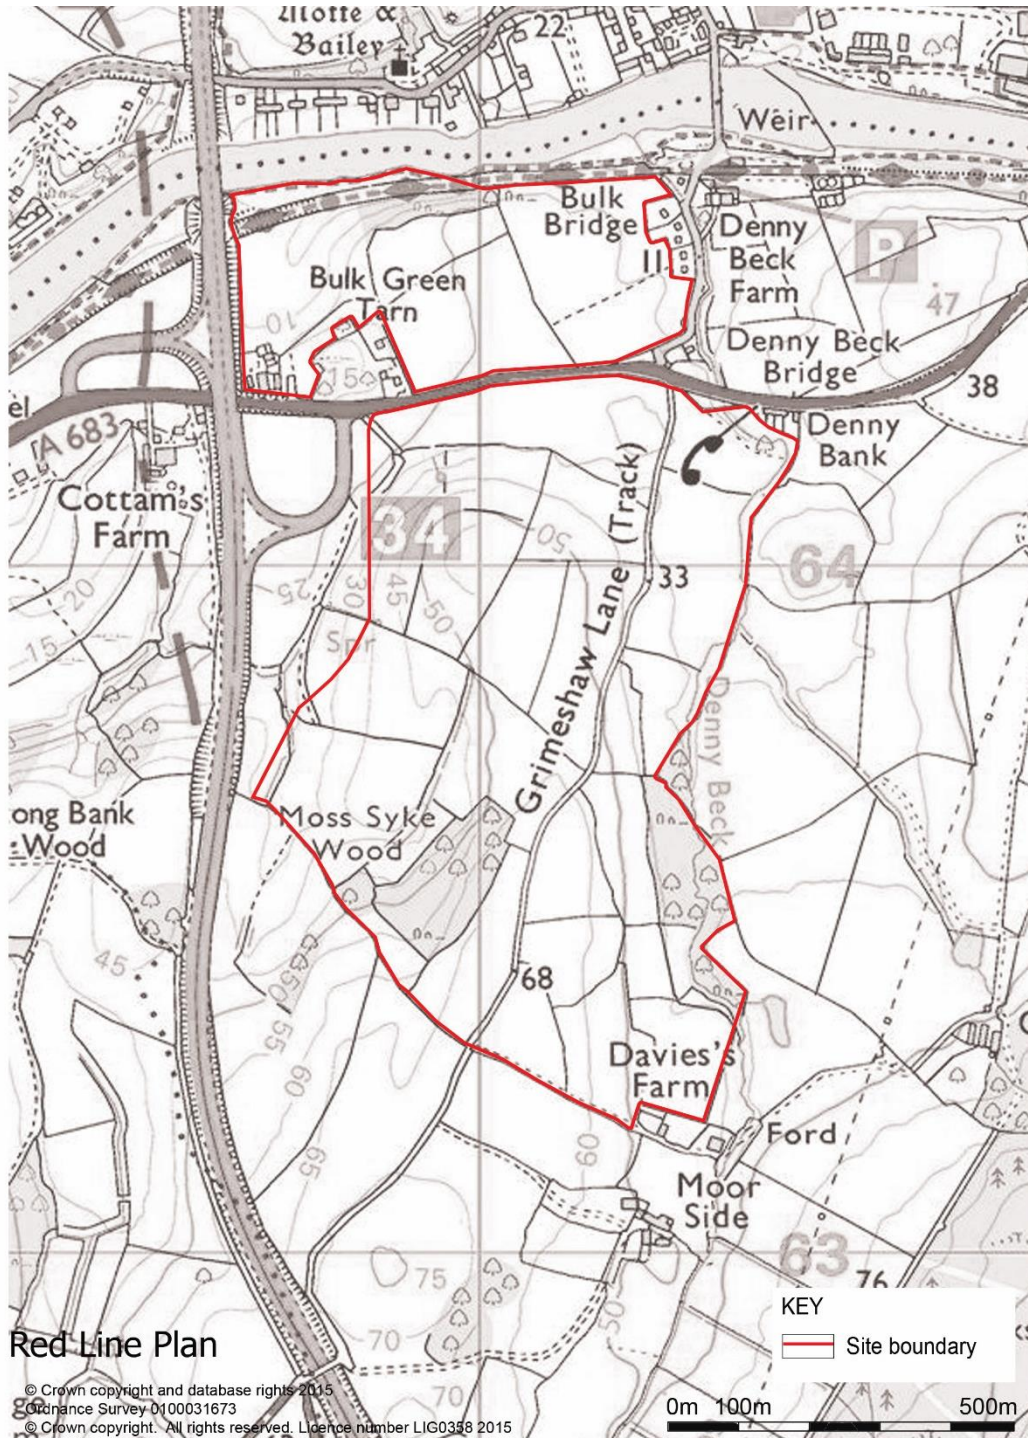 Motte &
Bailey
22
Weir
Bulk
Bridge
11
Denny
Beck
Farm
P
47
Bulk Green
Tarn
10
15
Denny Beck
Bridge
38
el
A 683
Denny
Bank
Cottam's
Farm
34
50
Grimeshaw Lane (Track)
64
33
20
15
25
30
45
50
Spr
Denny Beck
ong Bank
Wood
Moss Syke
Wood
45
50
55
68
60
Davies's
Farm
65
60
Ford
Moor
Side
63
76
75
70
50
70
KEY
Site boundary
Red Line Plan
© Crown copyright and database rights 2015
Ordnance Survey 0100031673
© Crown copyright. All rights reserved. Licence number LIG0358 2015
0m 100m 500m